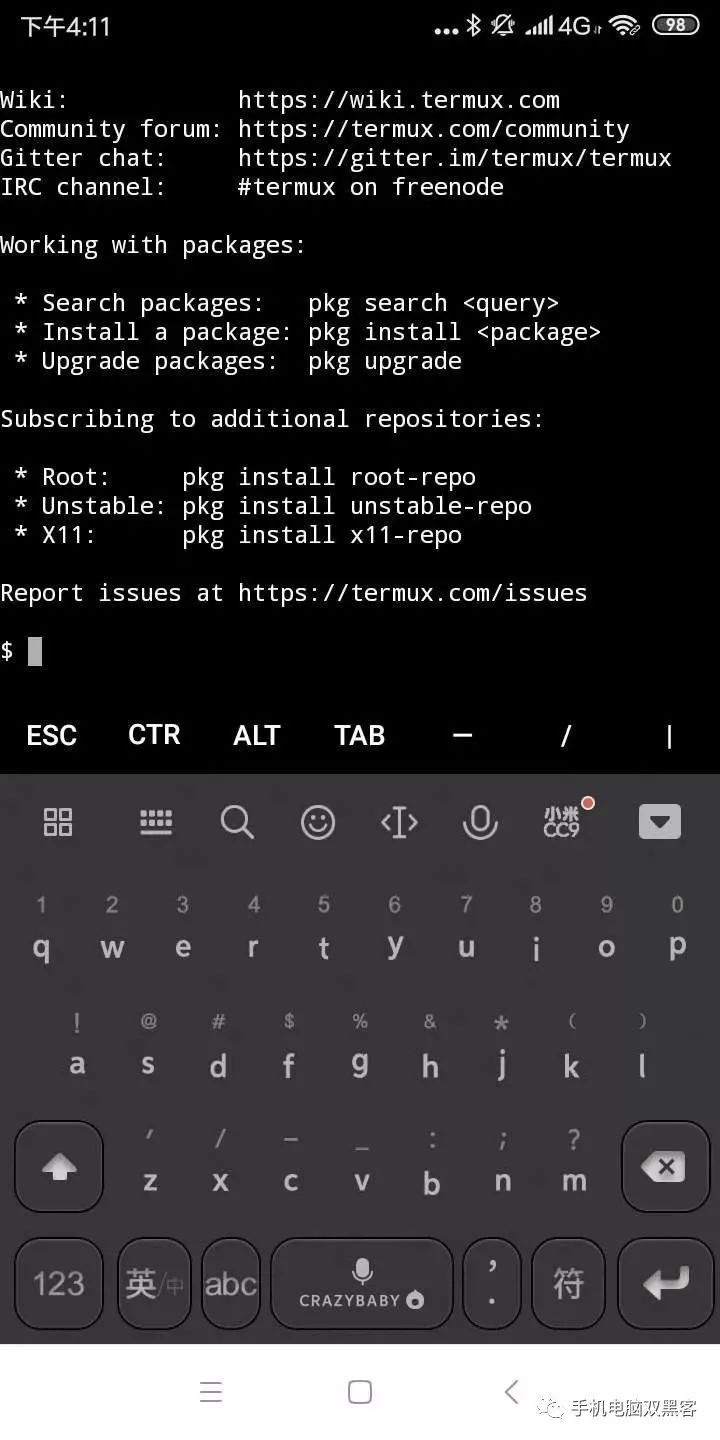 下午4:11 ... 4G 98
Wiki: https://wiki.termux.com
Community forum: https://termux.com/community
Gitter chat: https://gitter.im/termux/termux
IRC channel: #termux on freenode
Working with packages:
* Search packages: pkg search <query>
* Install a package: pkg install <package>
* Upgrade packages: pkg upgrade
Subscribing to additional repositories:
* Root: pkg install root-repo
* Unstable: pkg install unstable-repo
* X11: pkg install x11-repo
Report issues at https://termux.com/issues
$
ESC CTR ALT TAB — / |
小米
CC9
1 2 3 4 5 6 7 8 9 0
q w e r t y u i o p
! @ # $ % & * ( )
a s d f g h j k l
' / – _ : ; ?
z x c v b n m
123 英/中 abc CRAZYBABY , . 符
手机电脑双黑客